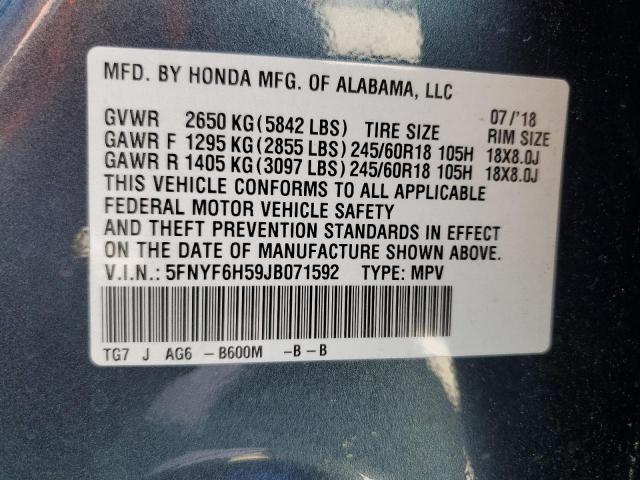 MFD. BY HONDA MFG. OF ALABAMA, LLC
GVWR 2650 KG(5842 LBS) TIRE SIZE 07/'18 RIM SIZE
GAWR F 1295 KG(2855 LBS)245/60R18 105H 18X8.0J
GAWR R 1405 KG(3097 LBS)245/60R18 105H 18X8.0J
THIS VEHICLE CONFORMS TO ALL APPLICABLE
FEDERAL MOTOR VEHICLE SAFETY
AND THEFT PREVENTION STANDARDS IN EFFECT
ON THE DATE OF MANUFACTURE SHOWN ABOVE.
V.I.N.: 5FNYF6H59JB071592 TYPE: MPV
TG7 J AG6 -B600M -B-B